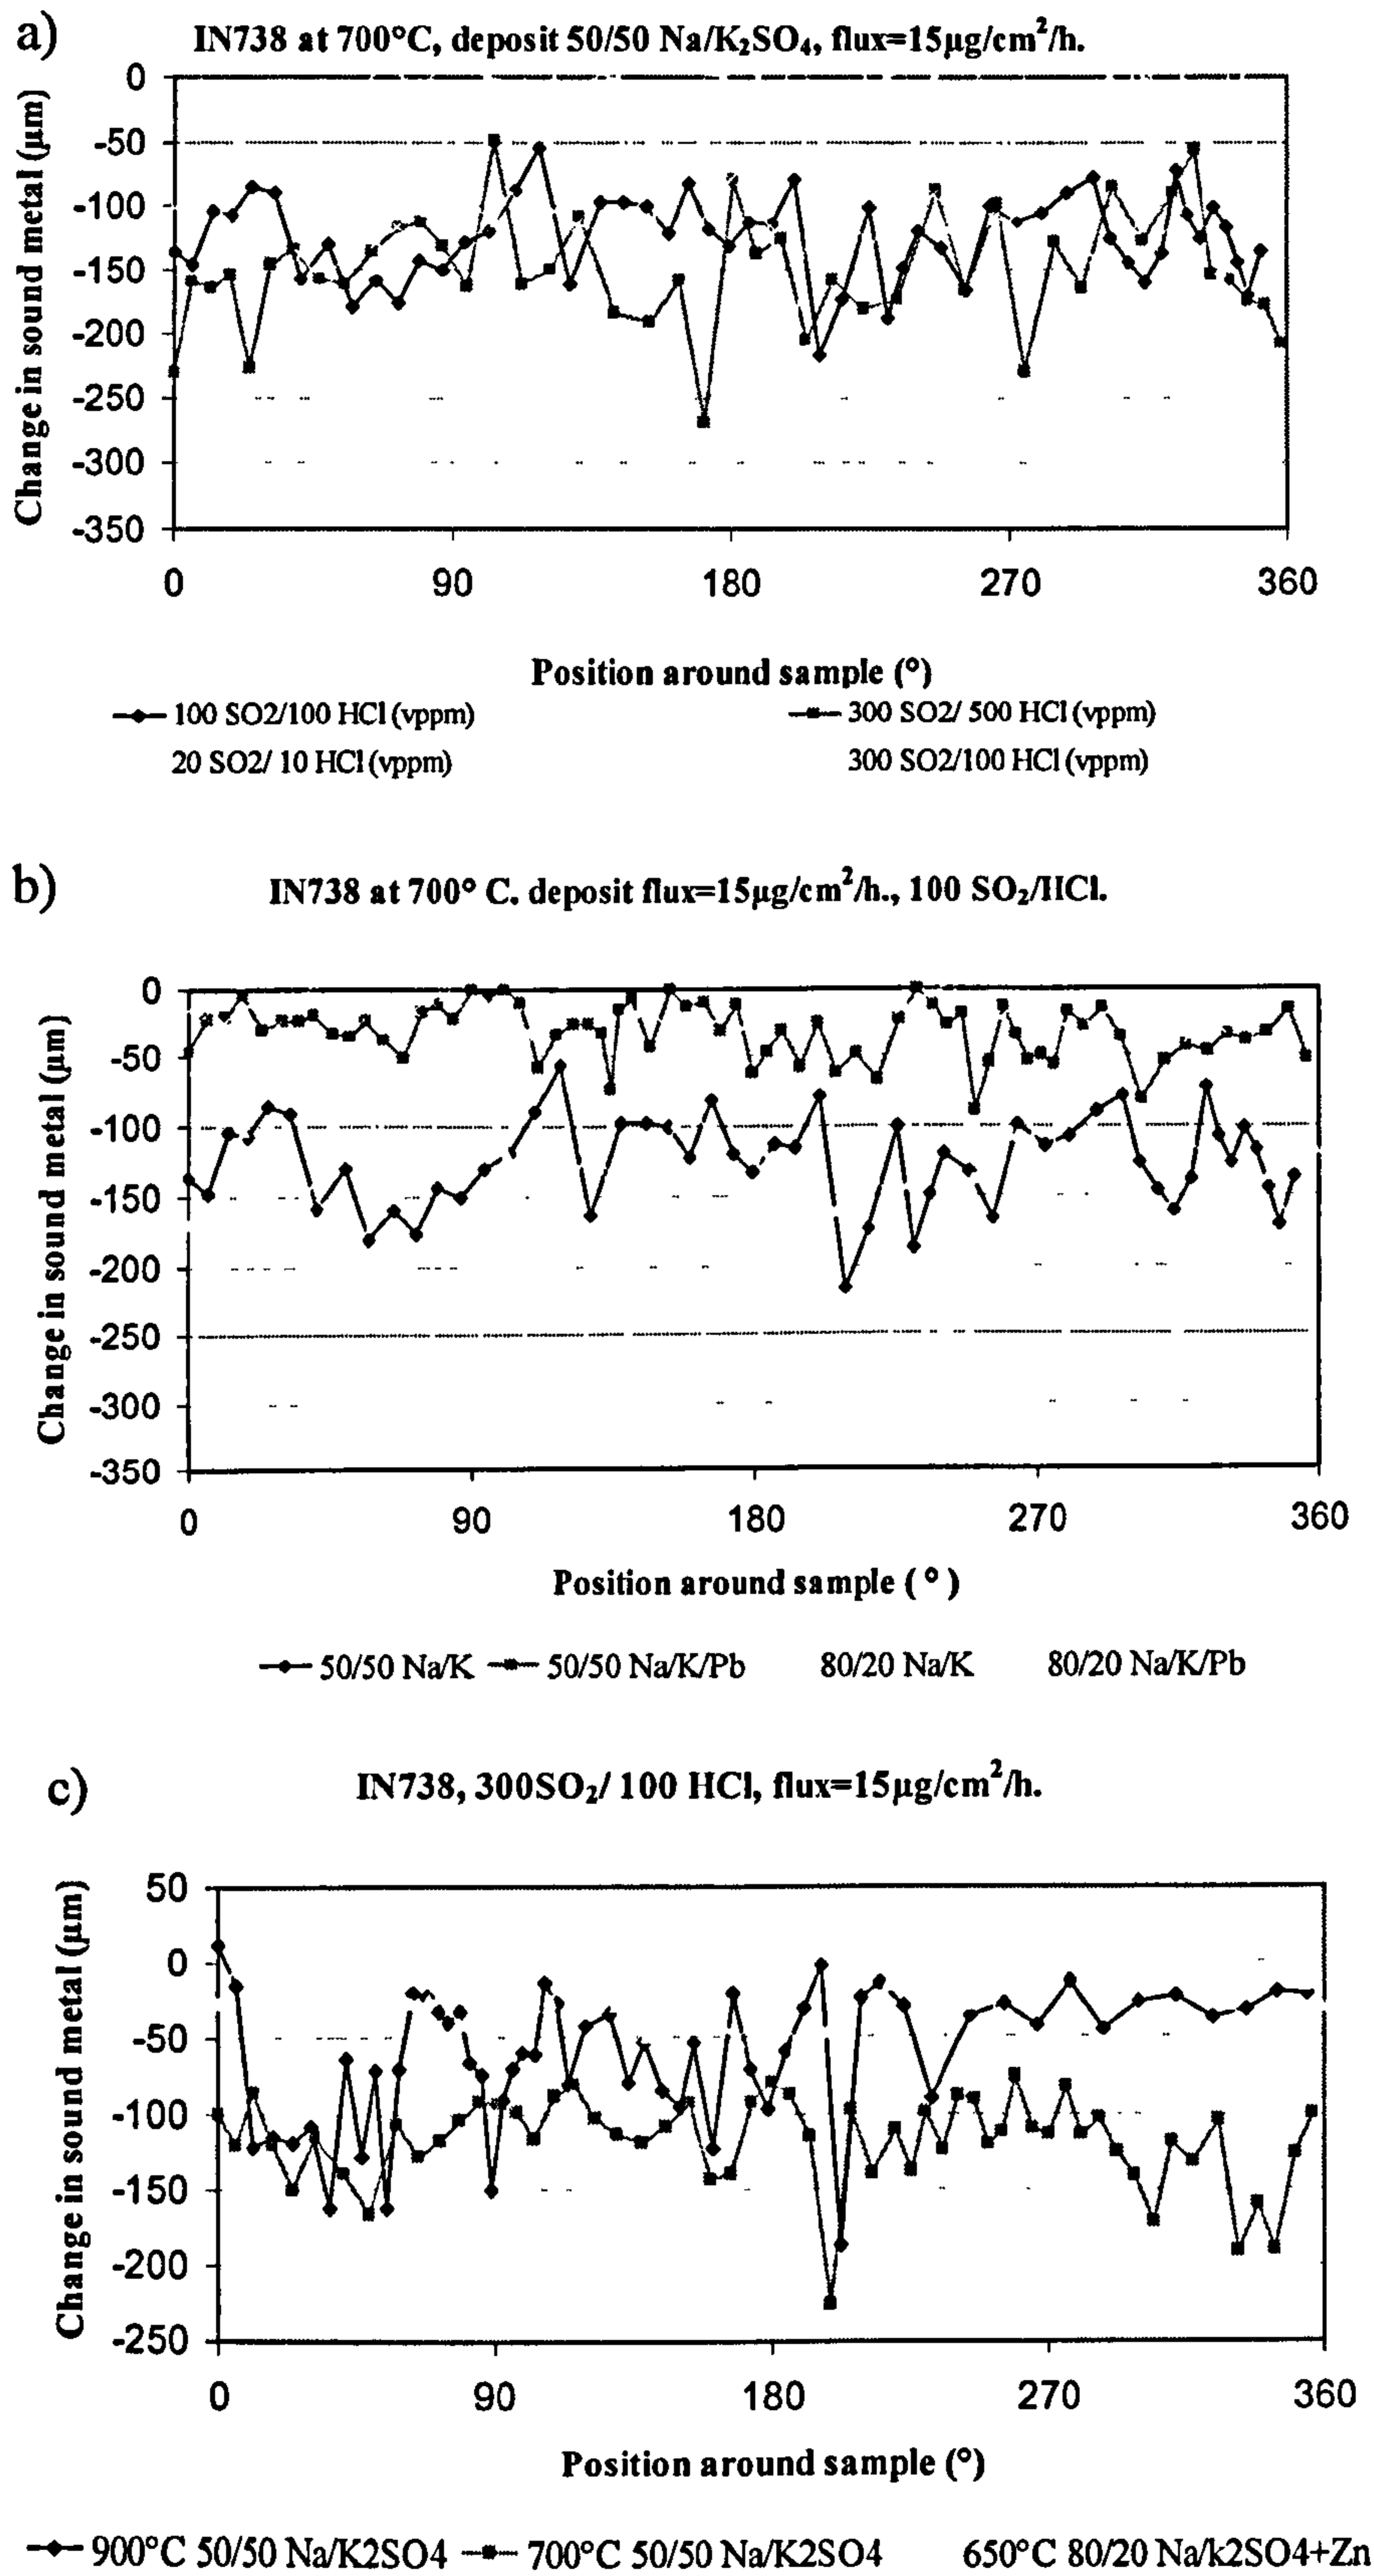 a)
IN738 at 700°C, deposit 50/50 Na/K₂SO₄, flux=15µg/cm²/h.
Change in sound metal (µm)
0
-50
-100
-150
-200
-250
-300
-350
0 90 180 270 360
Position around sample (°)
100 SO2/100 HCl (vppm) 300 SO2/ 500 HCl (vppm)
20 SO2/ 10 HCl (vppm) 300 SO2/100 HCl (vppm)
b)
IN738 at 700° C. deposit flux=15µg/cm²/h., 100 SO₂/HCl.
Change in sound metal (µm)
0
-50
-100
-150
-200
-250
-300
-350
0 90 180 270 360
Position around sample ( ° )
50/50 Na/K 50/50 Na/K/Pb 80/20 Na/K 80/20 Na/K/Pb
c)
IN738, 300SO₂/ 100 HCl, flux=15µg/cm²/h.
Change in sound metal (µm)
50
0
-50
-100
-150
-200
-250
0 90 180 270 360
Position around sample (°)
900°C 50/50 Na/K2SO4 700°C 50/50 Na/K2SO4 650°C 80/20 Na/k2SO4+Zn